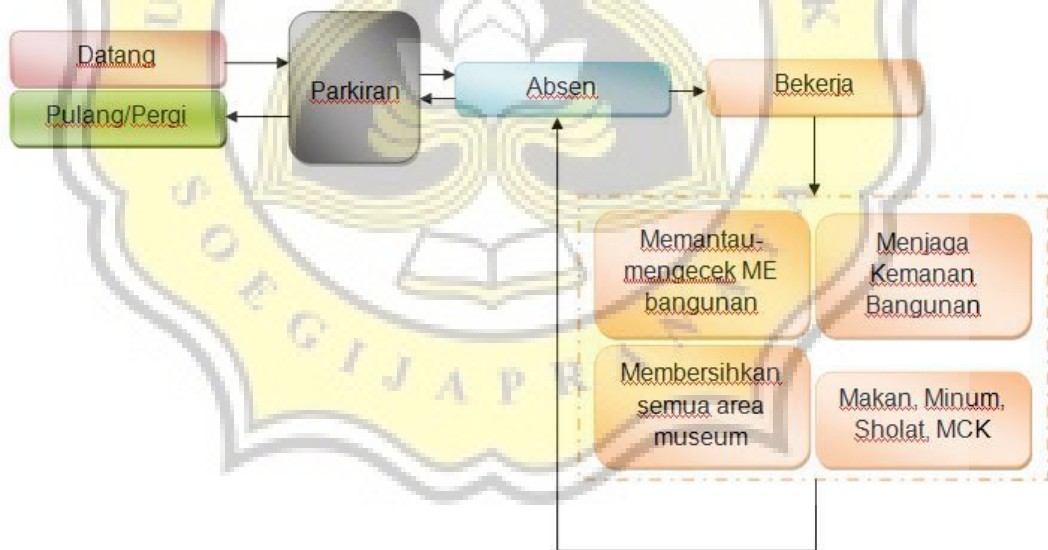 Datang
Pulang/Pergi
Parkiran
Absen
Bekerja
Memantau-
mengecek ME
bangunan
Menjaga
Kemanan
Bangunan
Membersihkan
semua area
museum
Makan, Minum,
Sholat, MCK
SOEGIJAPRAN